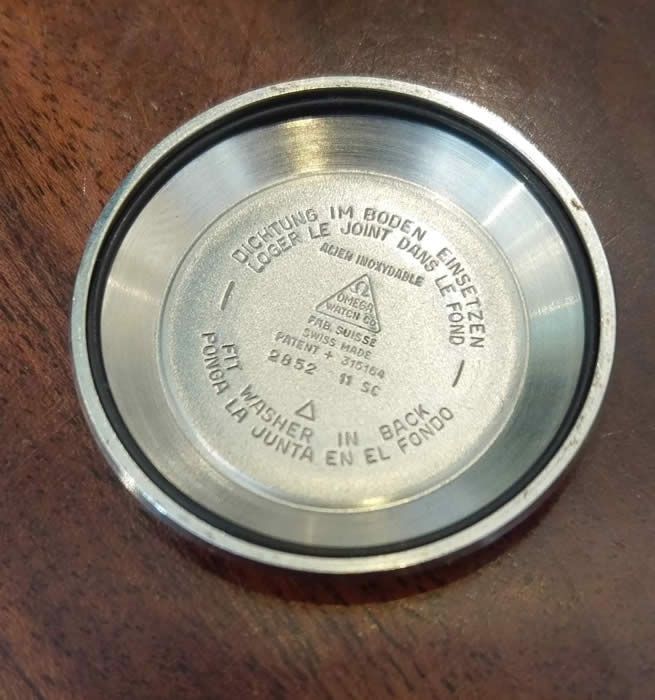 DICHTUNG IM BODEN EINSETZEN
LOGER LE JOINT DANS LE FOND
ACIER INOXYDABLE
Ω
OMEGA
WATCH CO
FAB. SUISSE
SWISS MADE
PATENT + 315164
2852 - 11 SC
FIT WASHER IN BACK
PONGA LA JUNTA EN EL FONDO